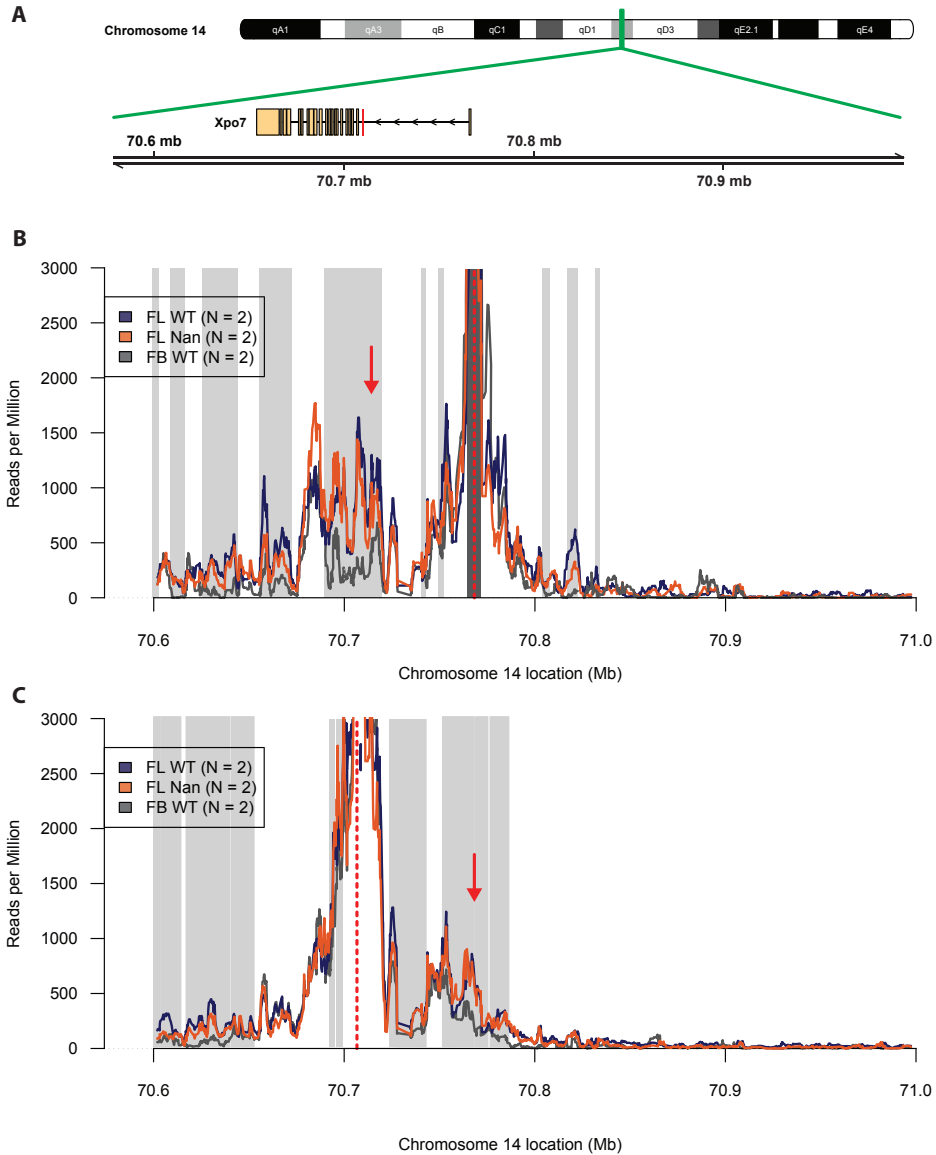 A
Chromosome 14
qA1 qA3 qB qC1 qD1 qD3 qE2.1 qE4
Xpo7
70.6 mb 70.8 mb
70.7 mb 70.9 mb
B
3000
2500
2000
1500
1000
500
0
Reads per Million
FL WT (N = 2)
FL Nan (N = 2)
FB WT (N = 2)
70.6 70.7 70.8 70.9 71.0
Chromosome 14 location (Mb)
C
3000
2500
2000
1500
1000
500
0
Reads per Million
FL WT (N = 2)
FL Nan (N = 2)
FB WT (N = 2)
70.6 70.7 70.8 70.9 71.0
Chromosome 14 location (Mb)